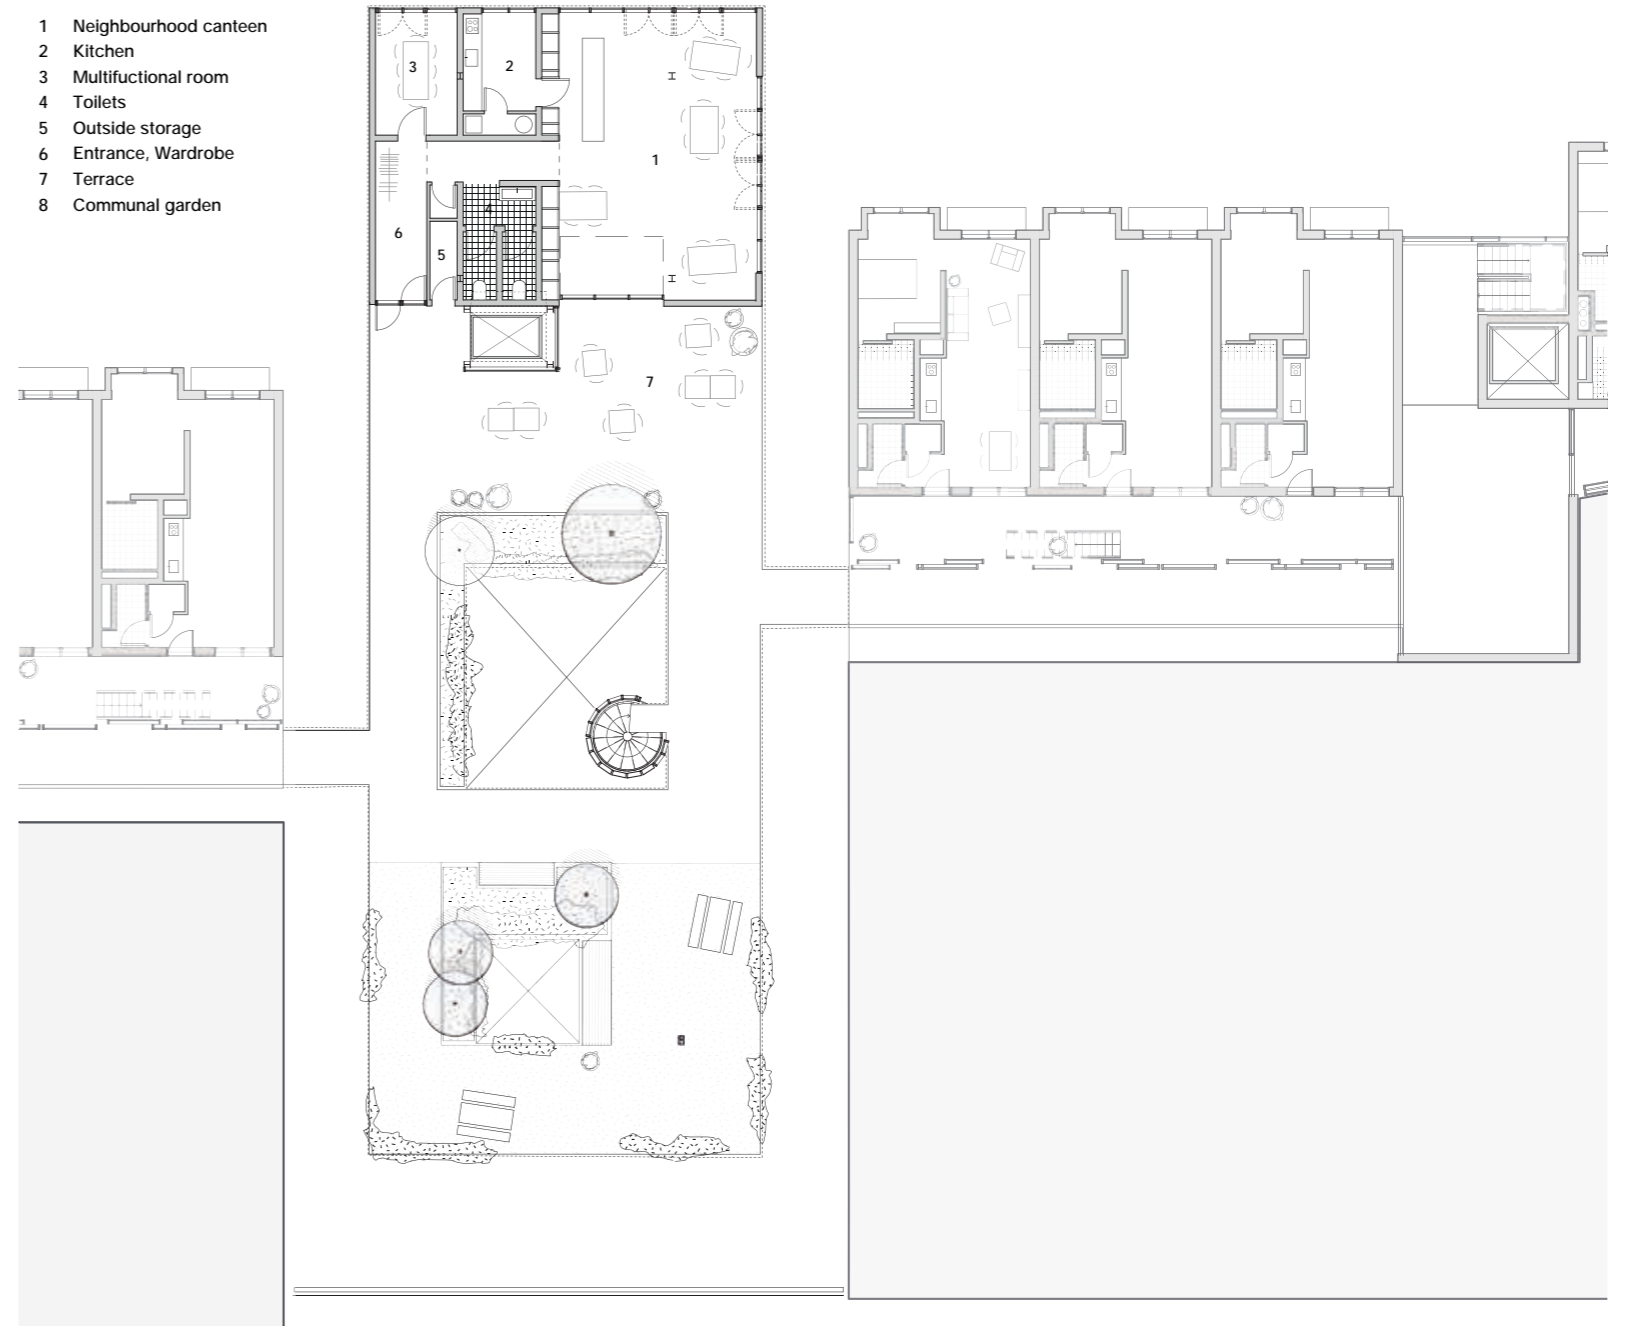 1 Neighbourhood canteen
2 Kitchen
3 Multifuctional room
4 Toilets
5 Outside storage
6 Entrance, Wardrobe
7 Terrace
8 Communal garden
3
2
1
4
6
5
7